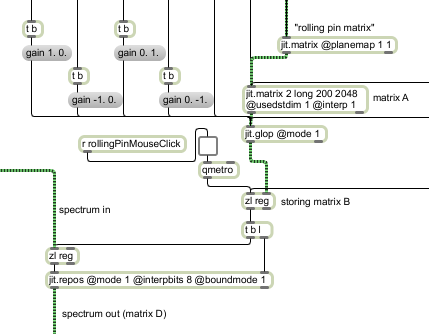 "rolling pin matrix"
t b
t b
jit.matrix @planemap 1 1
gain 1. 0.
gain 0. 1.
t b
t b
gain -1. 0.
gain 0. -1.
jit.matrix 2 long 200 2048
@usedstdim 1 @interp 1
matrix A
jit.glop @mode 1
r rollingPinMouseClick
qmetro
zl reg
storing matrix B
spectrum in
t b l
zl reg
jit.repos @mode 1 @interpbits 8 @boundmode 1
spectrum out (matrix D)